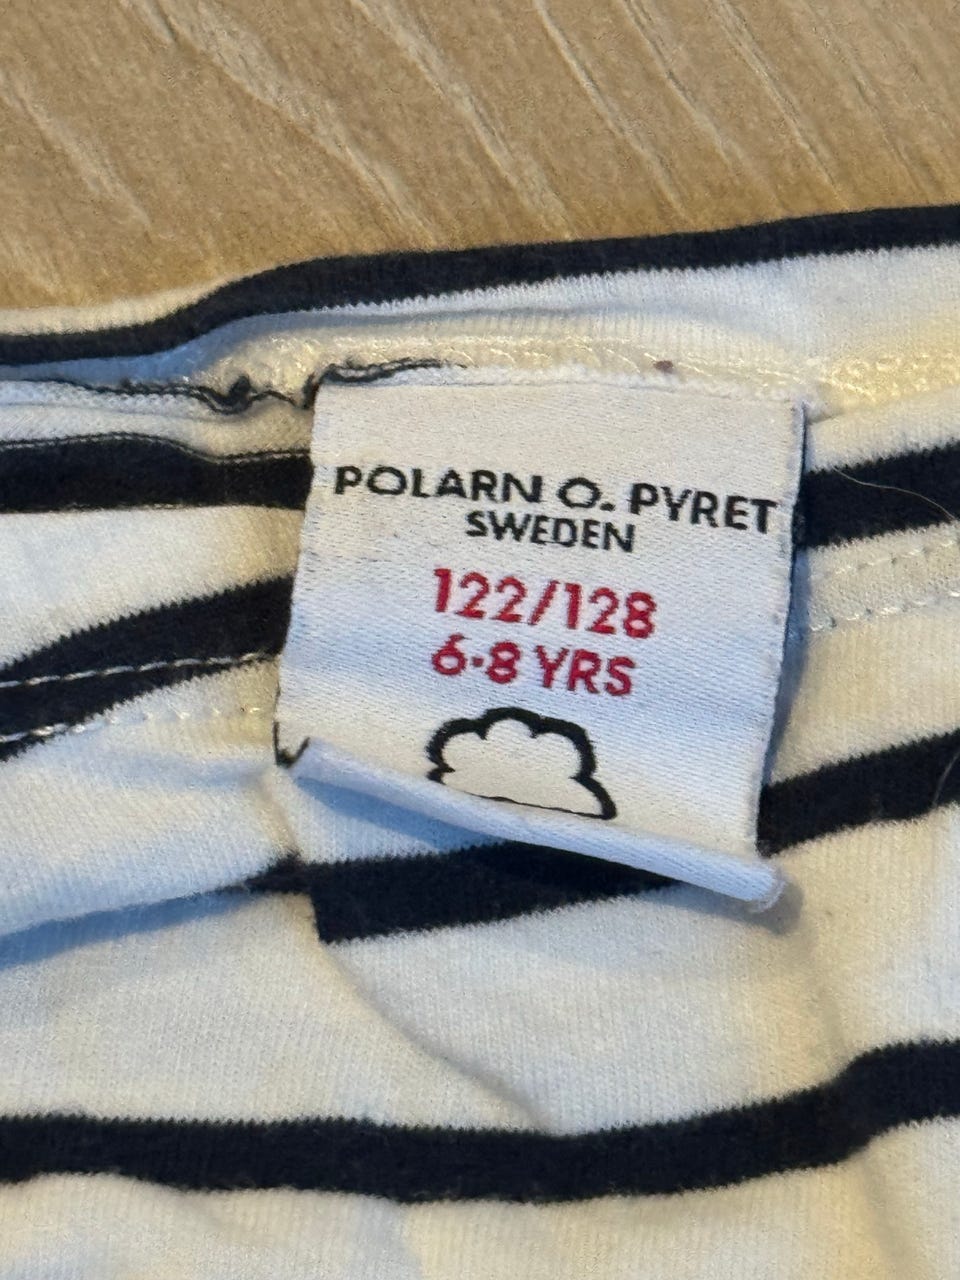 POLARN O. PYRET
SWEDEN
122/128
6-8 YRS